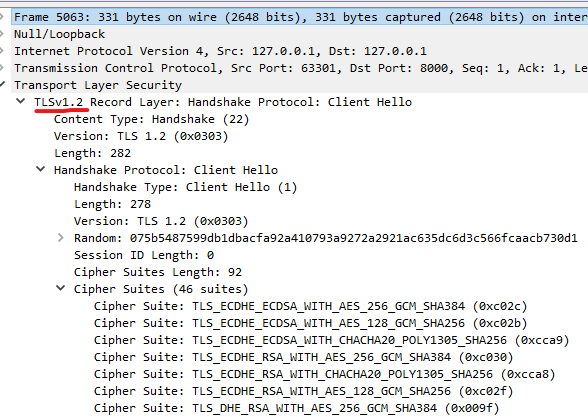 Frame 5063: 331 bytes on wire (2648 bits), 331 bytes captured (2648 bits) on inter
Null/Loopback
Internet Protocol Version 4, Src: 127.0.0.1, Dst: 127.0.0.1
Transmission Control Protocol, Src Port: 63301, Dst Port: 8000, Seq: 1, Ack: 1, Le
Transport Layer Security
TLSv1.2 Record Layer: Handshake Protocol: Client Hello
Content Type: Handshake (22)
Version: TLS 1.2 (0x0303)
Length: 282
Handshake Protocol: Client Hello
Handshake Type: Client Hello (1)
Length: 278
Version: TLS 1.2 (0x0303)
Random: 075b5487599db1dbacfa92a410793a9272a2921ac635dc6d3c566fcaacb730d1
Session ID Length: 0
Cipher Suites Length: 92
Cipher Suites (46 suites)
Cipher Suite: TLS_ECDHE_ECDSA_WITH_AES_256_GCM_SHA384 (0xc02c)
Cipher Suite: TLS_ECDHE_ECDSA_WITH_AES_128_GCM_SHA256 (0xc02b)
Cipher Suite: TLS_ECDHE_ECDSA_WITH_CHACHA20_POLY1305_SHA256 (0xcca9)
Cipher Suite: TLS_ECDHE_RSA_WITH_AES_256_GCM_SHA384 (0xc030)
Cipher Suite: TLS_ECDHE_RSA_WITH_CHACHA20_POLY1305_SHA256 (0xcca8)
Cipher Suite: TLS_ECDHE_RSA_WITH_AES_128_GCM_SHA256 (0xc02f)
Cipher Suite: TLS_DHE_RSA_WITH_AES_256_GCM_SHA384 (0x009f)